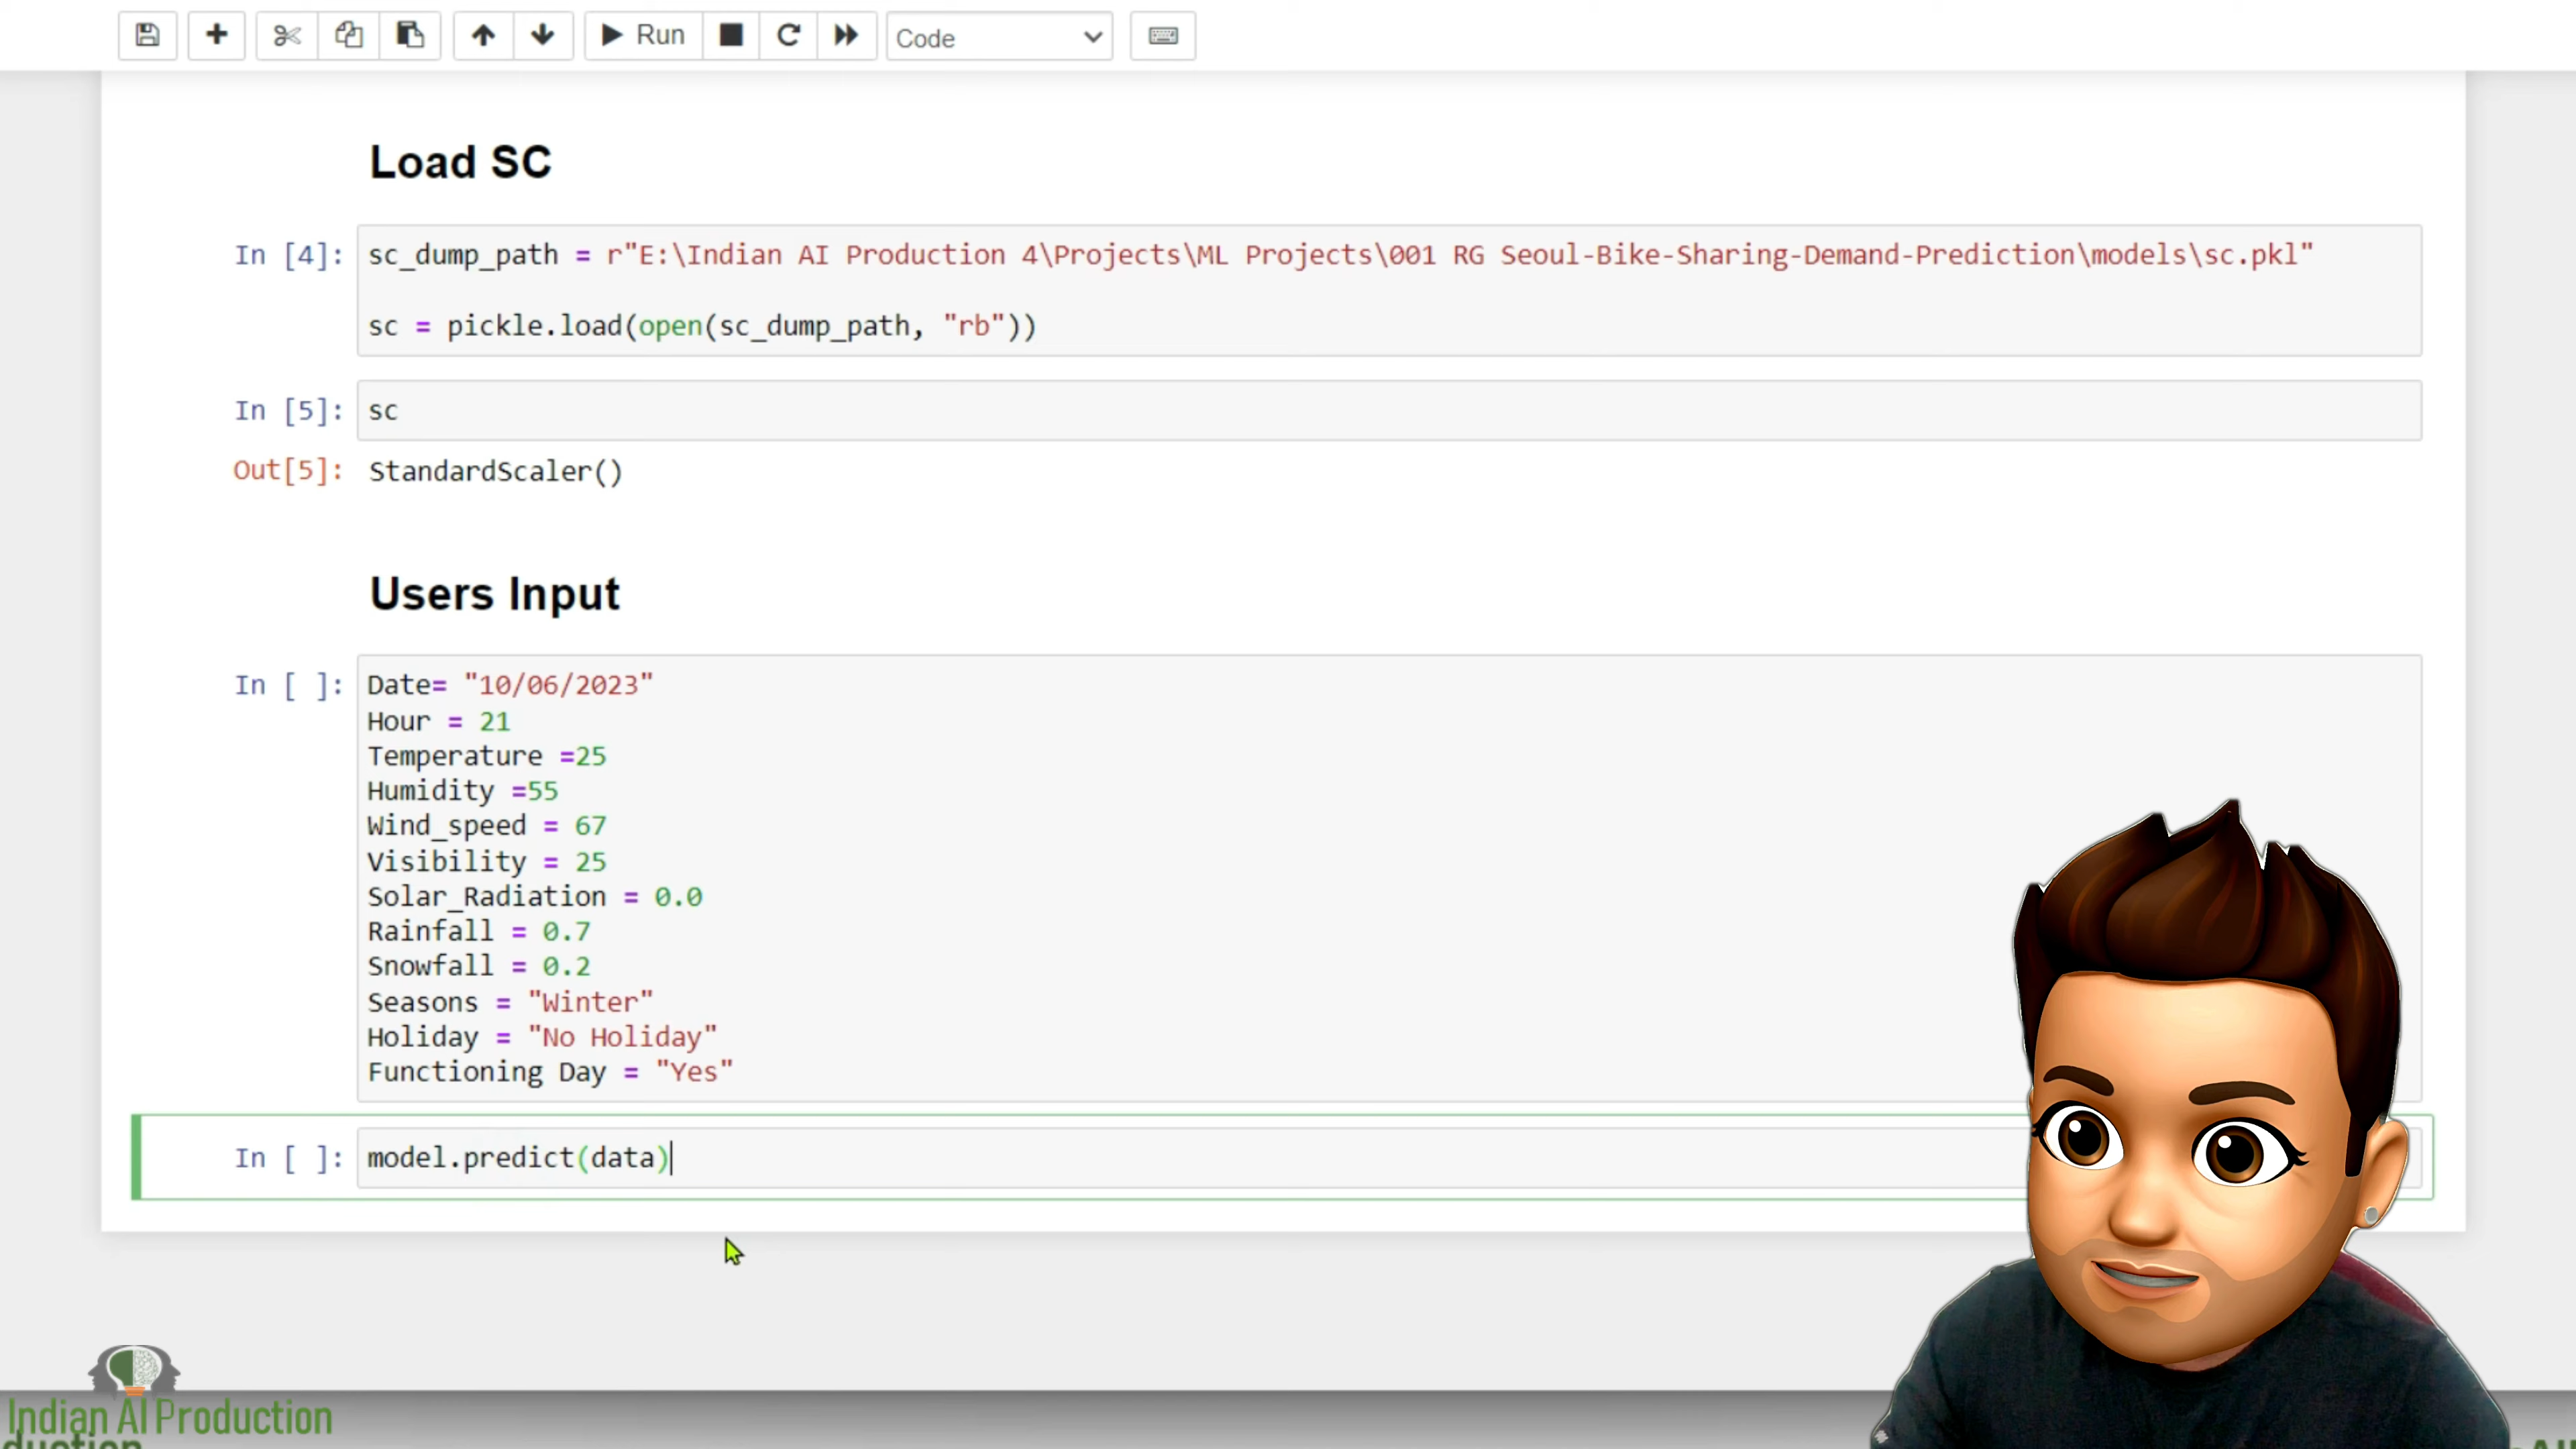 Run
Code
Load SC
In [4]:
sc_dump_path = r"E:\Indian AI Production 4\Projects\ML Projects\001 RG Seoul-Bike-Sharing-Demand-Prediction\models\sc.pkl"
sc = pickle.load(open(sc_dump_path, "rb"))
In [5]:
sc
Out[5]:
StandardScaler()
Users Input
In [ ]:
Date= "10/06/2023"
Hour = 21
Temperature =25
Humidity =55
Wind_speed = 67
Visibility = 25
Solar_Radiation = 0.0
Rainfall = 0.7
Snowfall = 0.2
Seasons = "Winter"
Holiday = "No Holiday"
Functioning Day = "Yes"
In [ ]:
model.predict(data)
Indian AI Production